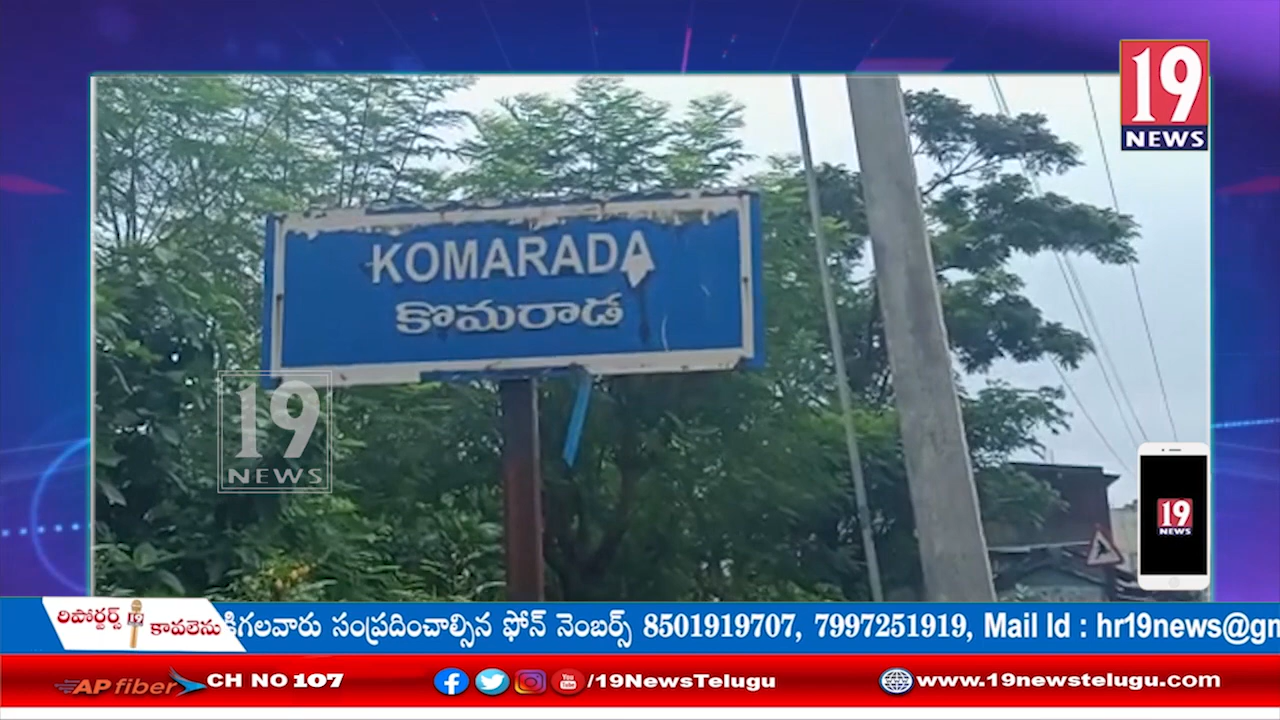 19
NEWS
KOMARADA
కొమరాడ
19
NEWS
19
NEWS
రిపోర్టర్స్ 19 కావలెను
గలవారు సంప్రదించాల్సిన ఫోన్ నెంబర్స్ 8501919707, 7997251919, Mail Id : hr19news@gm
AP fiber CH NO 107 /19NewsTelugu www.19newstelugu.com